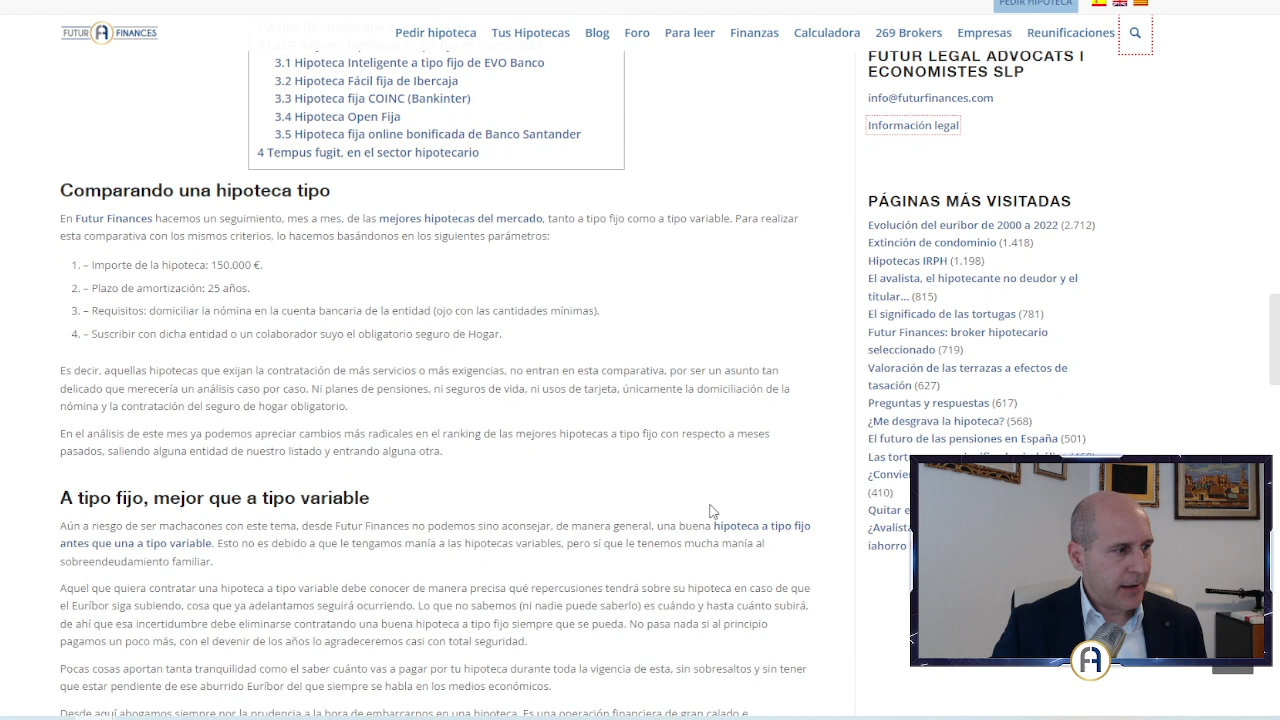 PEDIR HIPOTECA
FUTUR FINANCES
Pedir hipoteca Tus Hipotecas Blog Foro Para leer Finanzas Calculadora 269 Brokers Empresas Reunificaciones
3.1 Hipoteca Inteligente a tipo fijo de EVO Banco
3.2 Hipoteca Fácil fija de Ibercaja
3.3 Hipoteca fija COINC (Bankinter)
3.4 Hipoteca Open Fija
3.5 Hipoteca fija online bonificada de Banco Santander
4 Tempus fugit, en el sector hipotecario
Comparando una hipoteca tipo
En Futur Finances hacemos un seguimiento, mes a mes, de las mejores hipotecas del mercado, tanto a tipo fijo como a tipo variable. Para realizar
esta comparativa con los mismos criterios, lo hacemos basándonos en los siguientes parámetros:
1. – Importe de la hipoteca: 150.000 €.
2. – Plazo de amortización: 25 años.
3. – Requisitos: domiciliar la nómina en la cuenta bancaria de la entidad (ojo con las cantidades mínimas).
4. – Suscribir con dicha entidad o un colaborador suyo el obligatorio seguro de Hogar.
Es decir, aquellas hipotecas que exijan la contratación de más servicios o más exigencias, no entran en esta comparativa, por ser un asunto tan
delicado que merecería un análisis caso por caso. Ni planes de pensiones, ni seguros de vida, ni usos de tarjeta, únicamente la domiciliación de la
nómina y la contratación del seguro de hogar obligatorio.
En el análisis de este mes ya podemos apreciar cambios más radicales en el ranking de las mejores hipotecas a tipo fijo con respecto a meses
pasados, saliendo alguna entidad de nuestro listado y entrando alguna otra.
A tipo fijo, mejor que a tipo variable
Aún a riesgo de ser machacones con este tema, desde Futur Finances no podemos sino aconsejar, de manera general, una buena hipoteca a tipo fijo
antes que una a tipo variable. Esto no es debido a que le tengamos manía a las hipotecas variables, pero sí que le tenemos mucha manía al
sobreendeudamiento familiar.
Aquel que quiera contratar una hipoteca a tipo variable debe conocer de manera precisa qué repercusiones tendrá sobre su hipoteca en caso de que
el Euríbor siga subiendo, cosa que ya adelantamos seguirá ocurriendo. Lo que no sabemos (ni nadie puede saberlo) es cuándo y hasta cuánto subirá,
de ahí que esa incertidumbre debe eliminarse contratando una buena hipoteca a tipo fijo siempre que se pueda. No pasa nada si al principio
pagamos un poco más, con el devenir de los años lo agradeceremos casi con total seguridad.
Pocas cosas aportan tanta tranquilidad como el saber cuánto vas a pagar por tu hipoteca durante toda la vigencia de esta, sin sobresaltos y sin tener
que estar pendiente de ese aburrido Euríbor del que siempre se habla en los medios económicos.
Desde aquí abogamos siempre por la prudencia a la hora de embarcarnos en una hipoteca. Es una operación financiera de gran calado e
FUTUR LEGAL ADVOCATS I
ECONOMISTES SLP
info@futurfinances.com
Información legal
PÁGINAS MÁS VISITADAS
Evolución del euribor de 2000 a 2022 (2.712)
Extinción de condominio (1.418)
Hipotecas IRPH (1.198)
El avalista, el hipotecante no deudor y el
titular... (815)
El significado de las tortugas (781)
Futur Finances: broker hipotecario
seleccionado (719)
Valoración de las terrazas a efectos de
tasación (627)
Preguntas y respuestas (617)
¿Me desgrava la hipoteca? (568)
El futuro de las pensiones en España (501)
Las
(410)
Quitar
iahorro